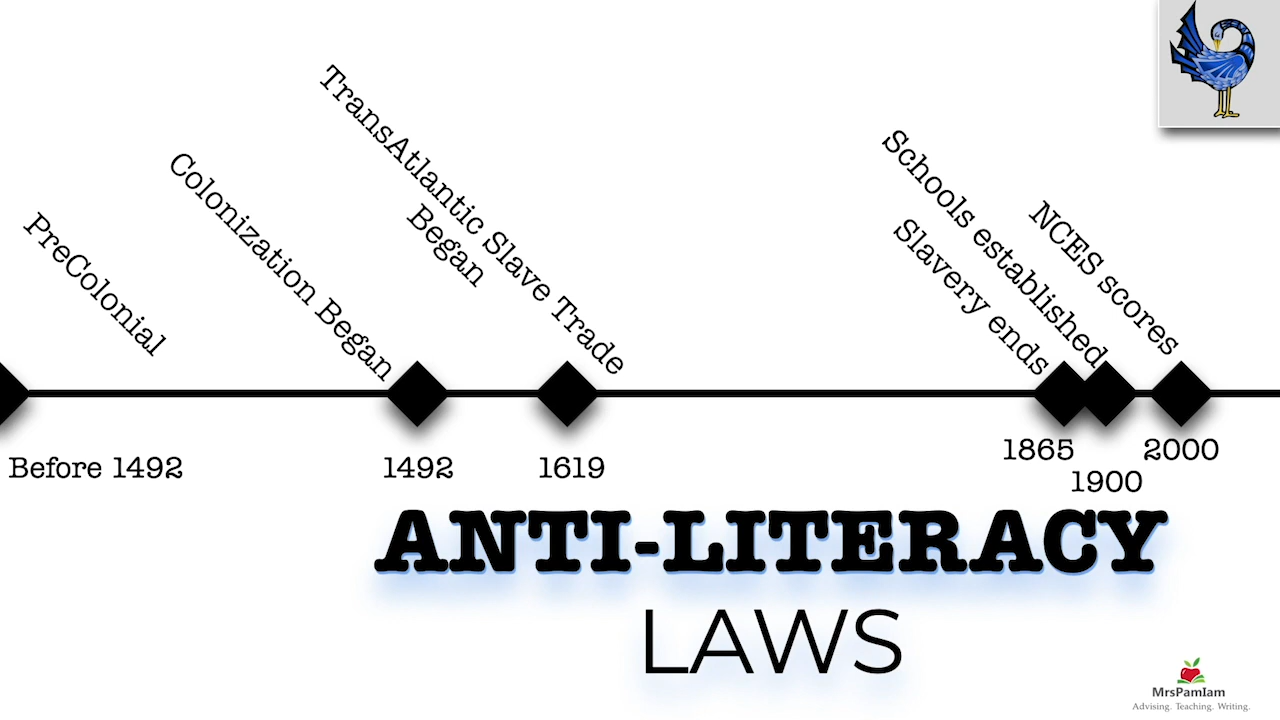 PreColonial
Colonization Began
TransAtlantic Slave Trade
Began
Slavery ends
Schools established
NCES scores
Before 1492
1492
1619
1865
1900
2000
ANTI-LITERACY
LAWS
MrsPamIam
Advising. Teaching. Writing.